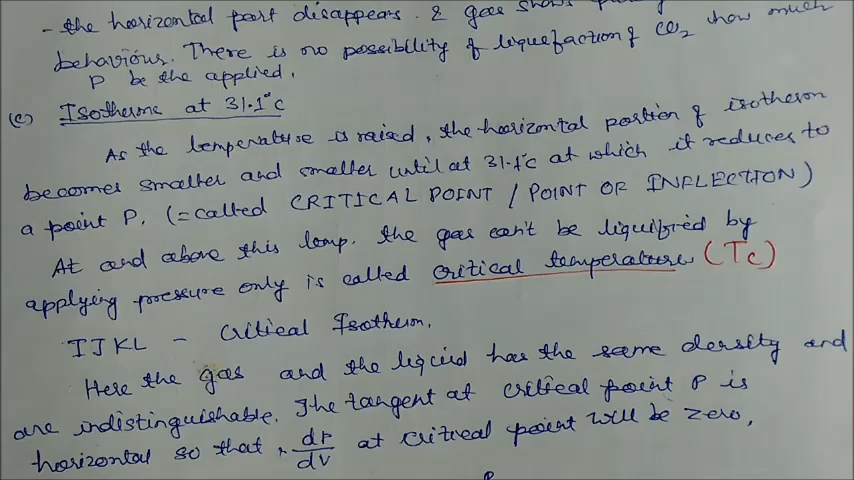 - the horizontal part disappears. & gas shows
behaviour. There is no possibility of liquefaction of CO2 how much
P be the applied.
(c) Isotherms at 31.1°C
As the temperature is raised, the horizontal portion of isotherm
becomes smaller and smaller until at 31.1°C at which it reduces to
a point P. (= called CRITICAL POINT / POINT OF INFLECTION)
At and above this temp. the gas can't be liquified by
applying pressure only is called critical temperature (Tc)
IJKL - Critical Isotherm.
Here the gas and the liquid has the same density and
are indistinguishable. The tangent at critical point P is
horizontal so that, dP/dV at critical point will be zero,
P